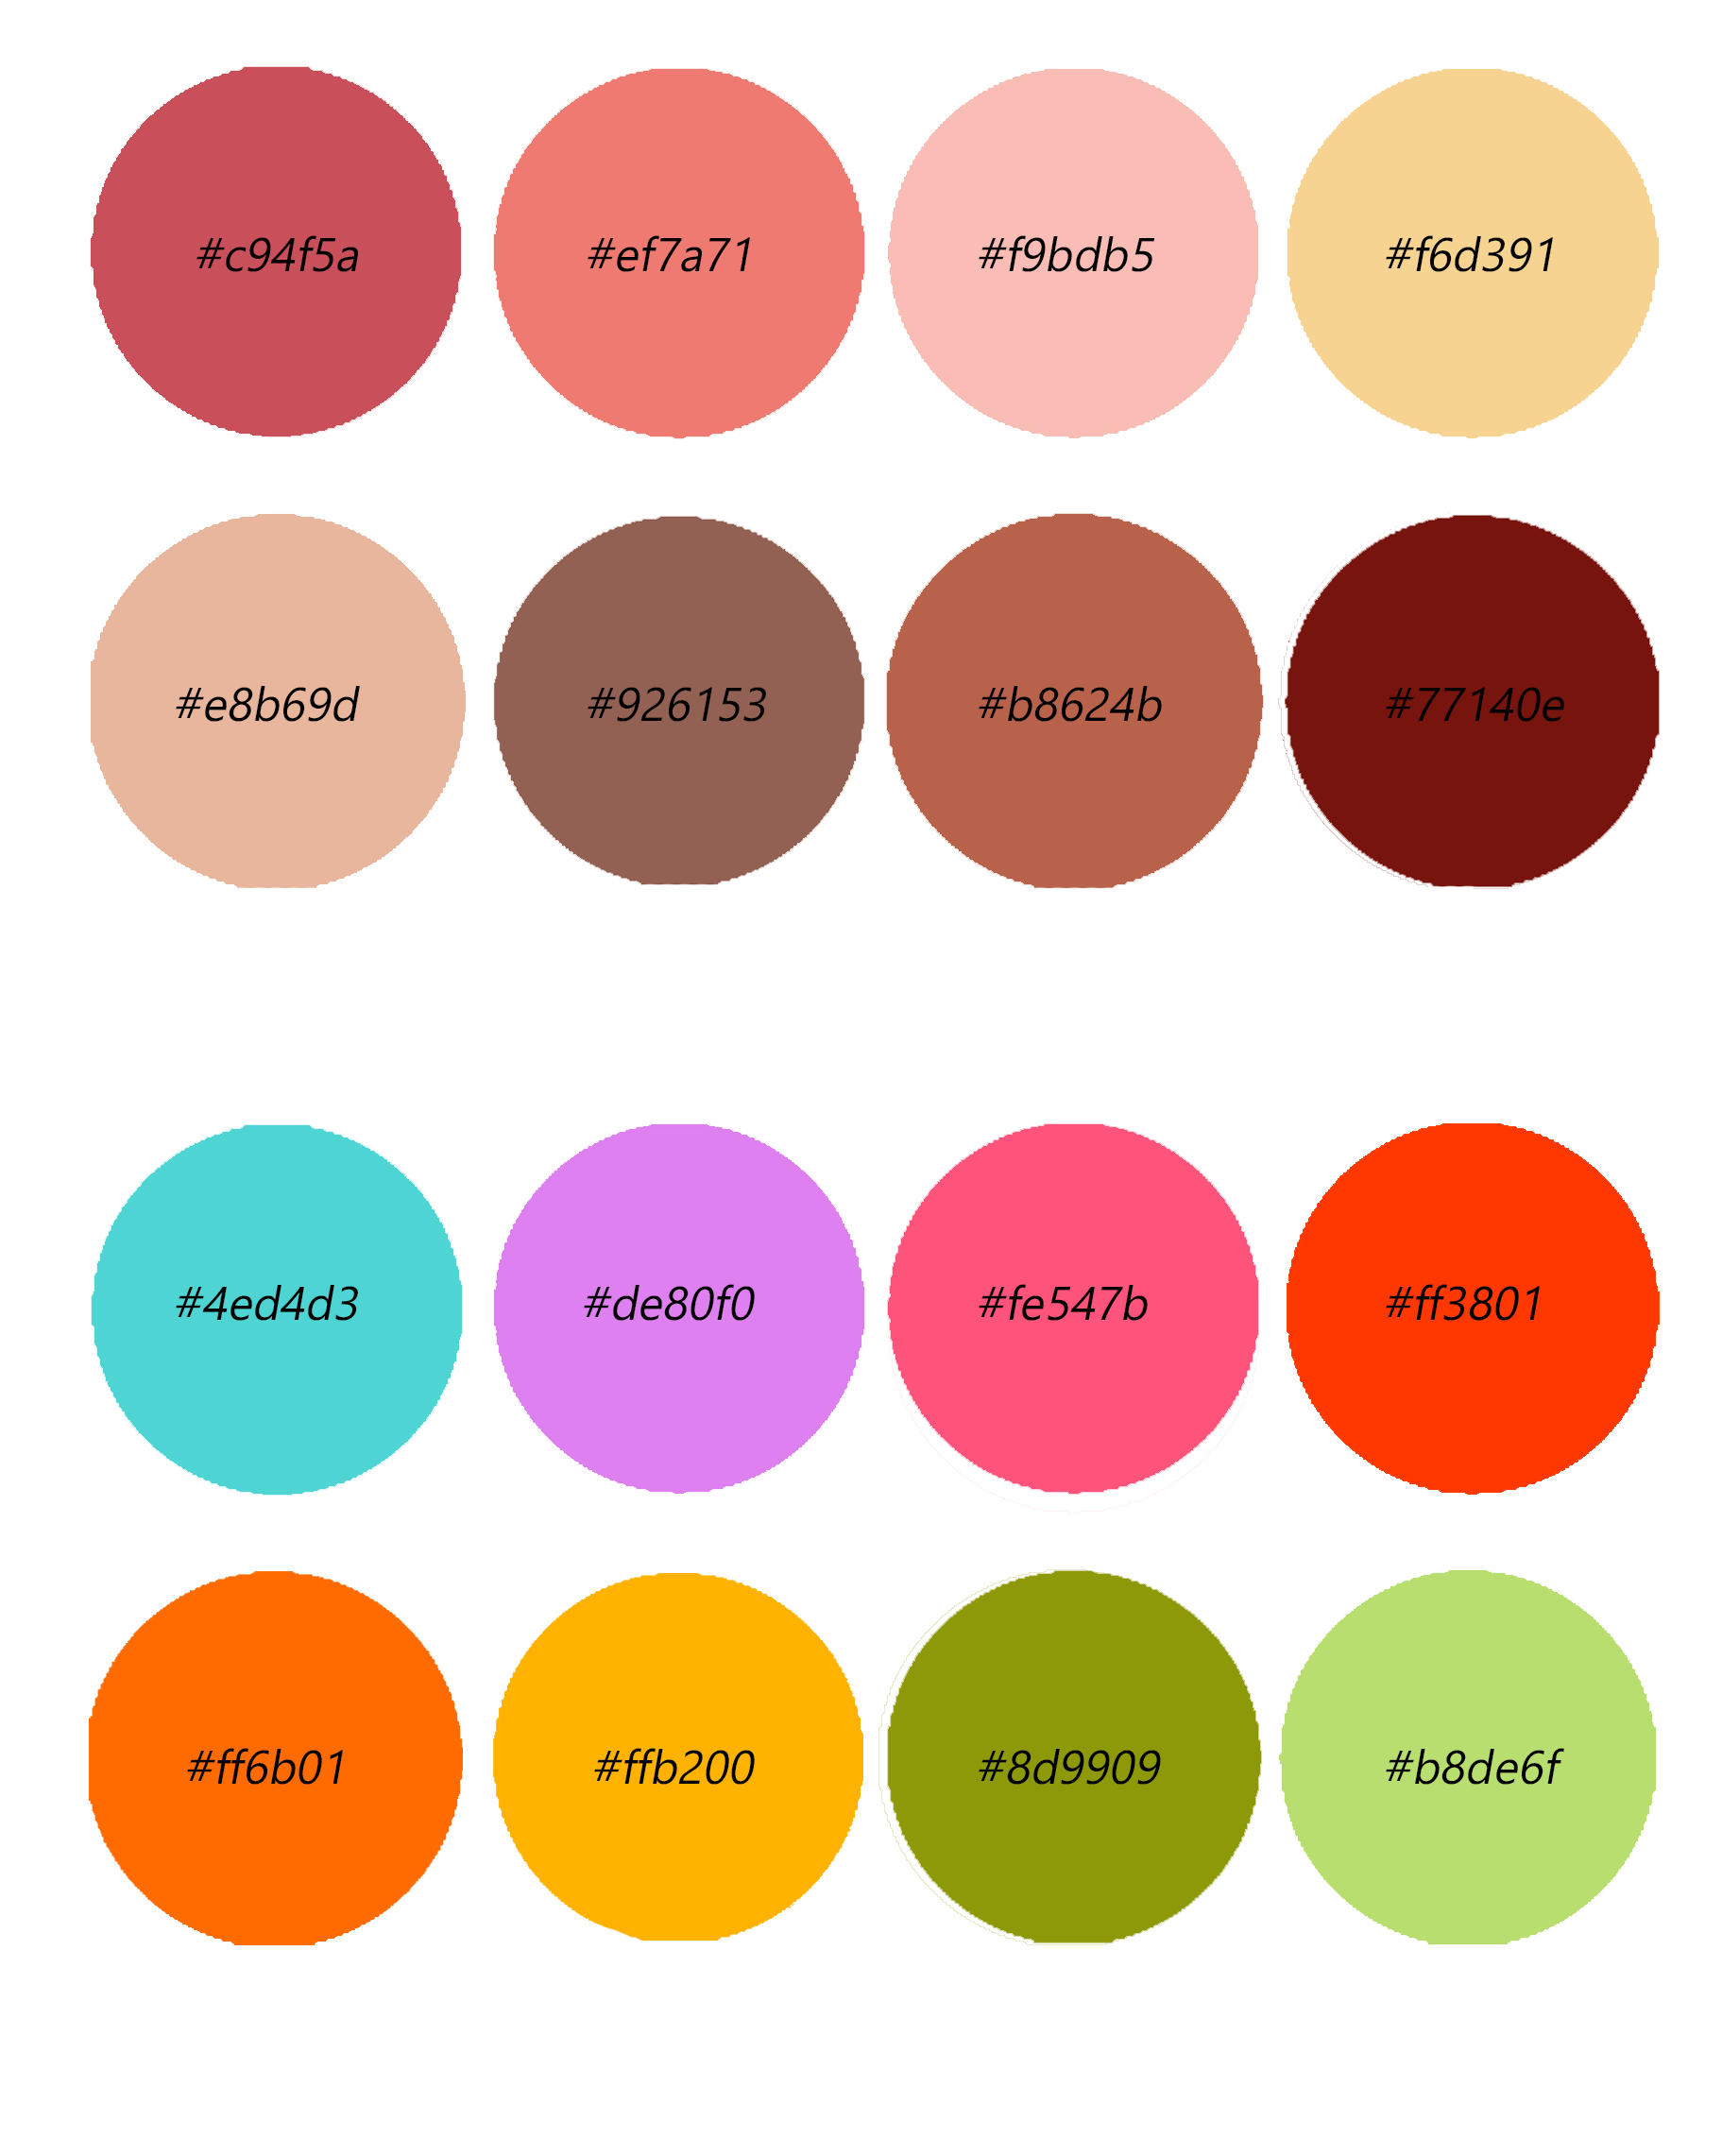 #c94f5a #ef7a71 #f9bdb5 #f6d391
#e8b69d #926153 #b8624b #77140e
#4ed4d3 #de80f0 #fe547b #ff3801
#ff6b01 #ffb200 #8d9909 #b8de6f